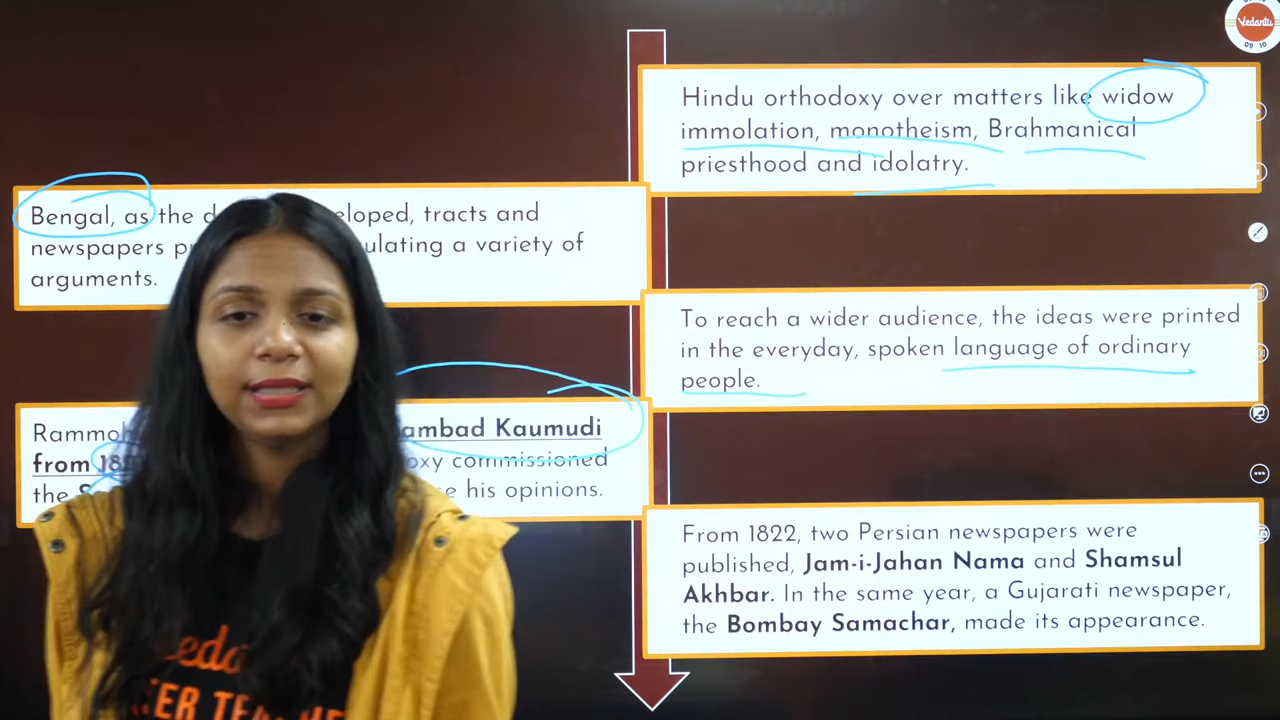 Vedantu
09 10
Hindu orthodoxy over matters like widow
immolation, monotheism, Brahmanical
priesthood and idolatry.
Bengal, as the eloped, tracts and
newspapers ulating a variety of
arguments.
To reach a wider audience, the ideas were printed
in the everyday, spoken language of ordinary
people.
ambad Kaumudi
from oxy commissioned
the his opinions.
From 1822, two Persian newspapers were
published, Jam-i-Jahan Nama and Shamsul
Akhbar. In the same year, a Gujarati newspaper,
the Bombay Samachar, made its appearance.